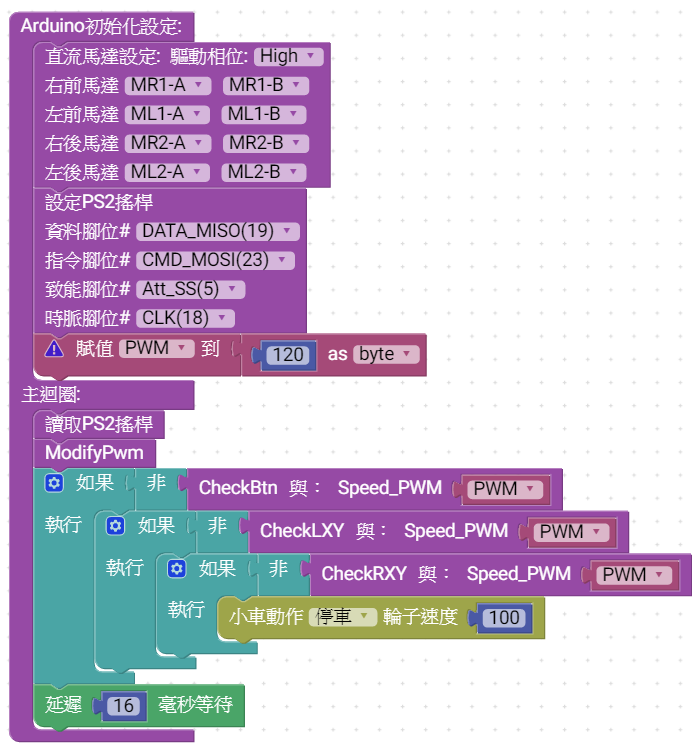 Arduino初始化設定:
直流馬達設定: 驅動相位: High
右前馬達 MR1-A MR1-B
左前馬達 ML1-A ML1-B
右後馬達 MR2-A MR2-B
左後馬達 ML2-A ML2-B
設定PS2搖桿
資料腳位# DATA_MISO(19)
指令腳位# CMD_MOSI(23)
致能腳位# Att_SS(5)
時脈腳位# CLK(18)
賦值 PWM 到 120 as byte
主迴圈:
讀取PS2搖桿
ModifyPwm
如果 非 CheckBtn 與： Speed_PWM PWM
執行 如果 非 CheckLXY 與： Speed_PWM PWM
執行 如果 非 CheckRXY 與： Speed_PWM PWM
執行 小車動作 停車 輪子速度 100
延遲 16 毫秒等待